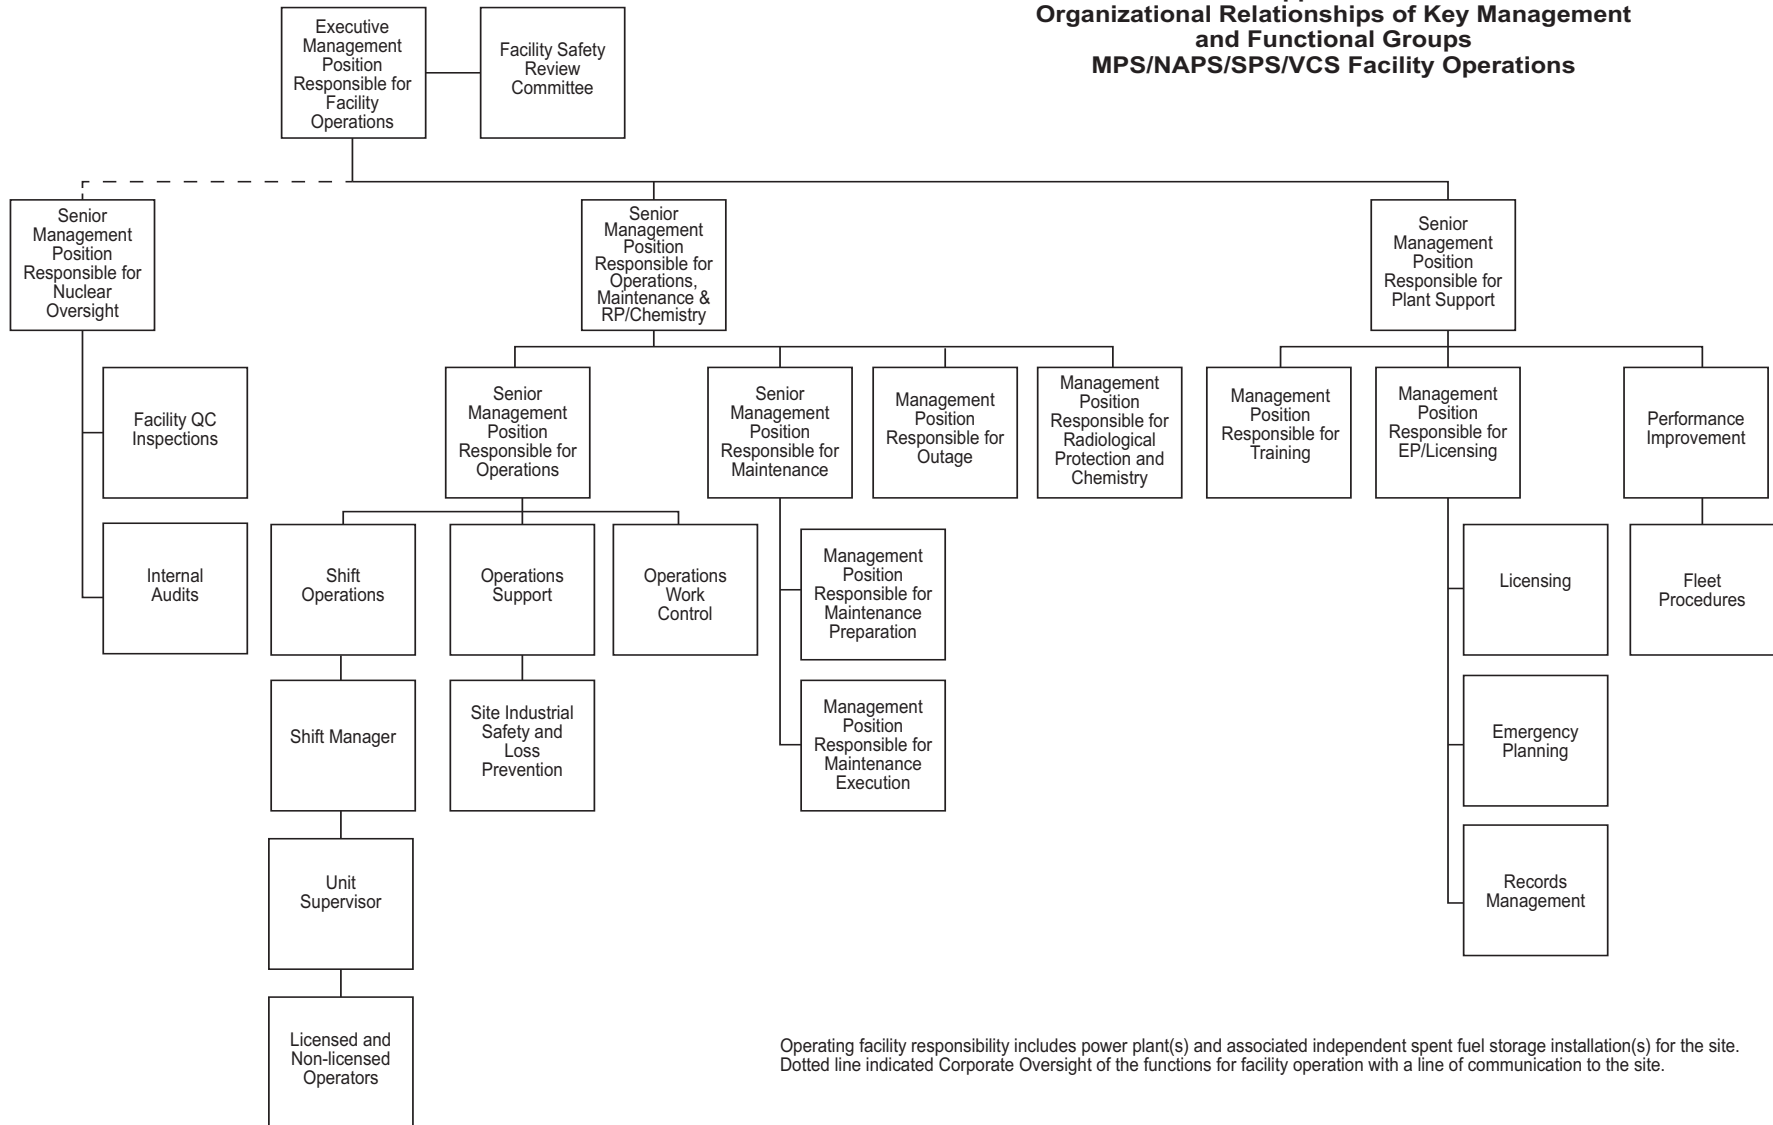 Organizational Relationships of Key Management
and Functional Groups
MPS/NAPS/SPS/VCS Facility Operations
Executive
Management
Position
Responsible for
Facility
Operations
Facility Safety
Review
Committee
Senior
Management
Position
Responsible for
Nuclear
Oversight
Senior
Management
Position
Responsible for
Operations,
Maintenance &
RP/Chemistry
Senior
Management
Position
Responsible for
Plant Support
Facility QC
Inspections
Senior
Management
Position
Responsible for
Operations
Senior
Management
Position
Responsible for
Maintenance
Management
Position
Responsible for
Outage
Management
Position
Responsible for
Radiological
Protection and
Chemistry
Management
Position
Responsible for
Training
Management
Position
Responsible for
EP/Licensing
Performance
Improvement
Internal
Audits
Shift
Operations
Operations
Support
Operations
Work
Control
Management
Position
Responsible for
Maintenance
Preparation
Licensing
Fleet
Procedures
Shift Manager
Site Industrial
Safety and
Loss
Prevention
Management
Position
Responsible for
Maintenance
Execution
Emergency
Planning
Unit
Supervisor
Records
Management
Licensed and
Non-licensed
Operators
Operating facility responsibility includes power plant(s) and associated independent spent fuel storage installation(s) for the site.
Dotted line indicated Corporate Oversight of the functions for facility operation with a line of communication to the site.